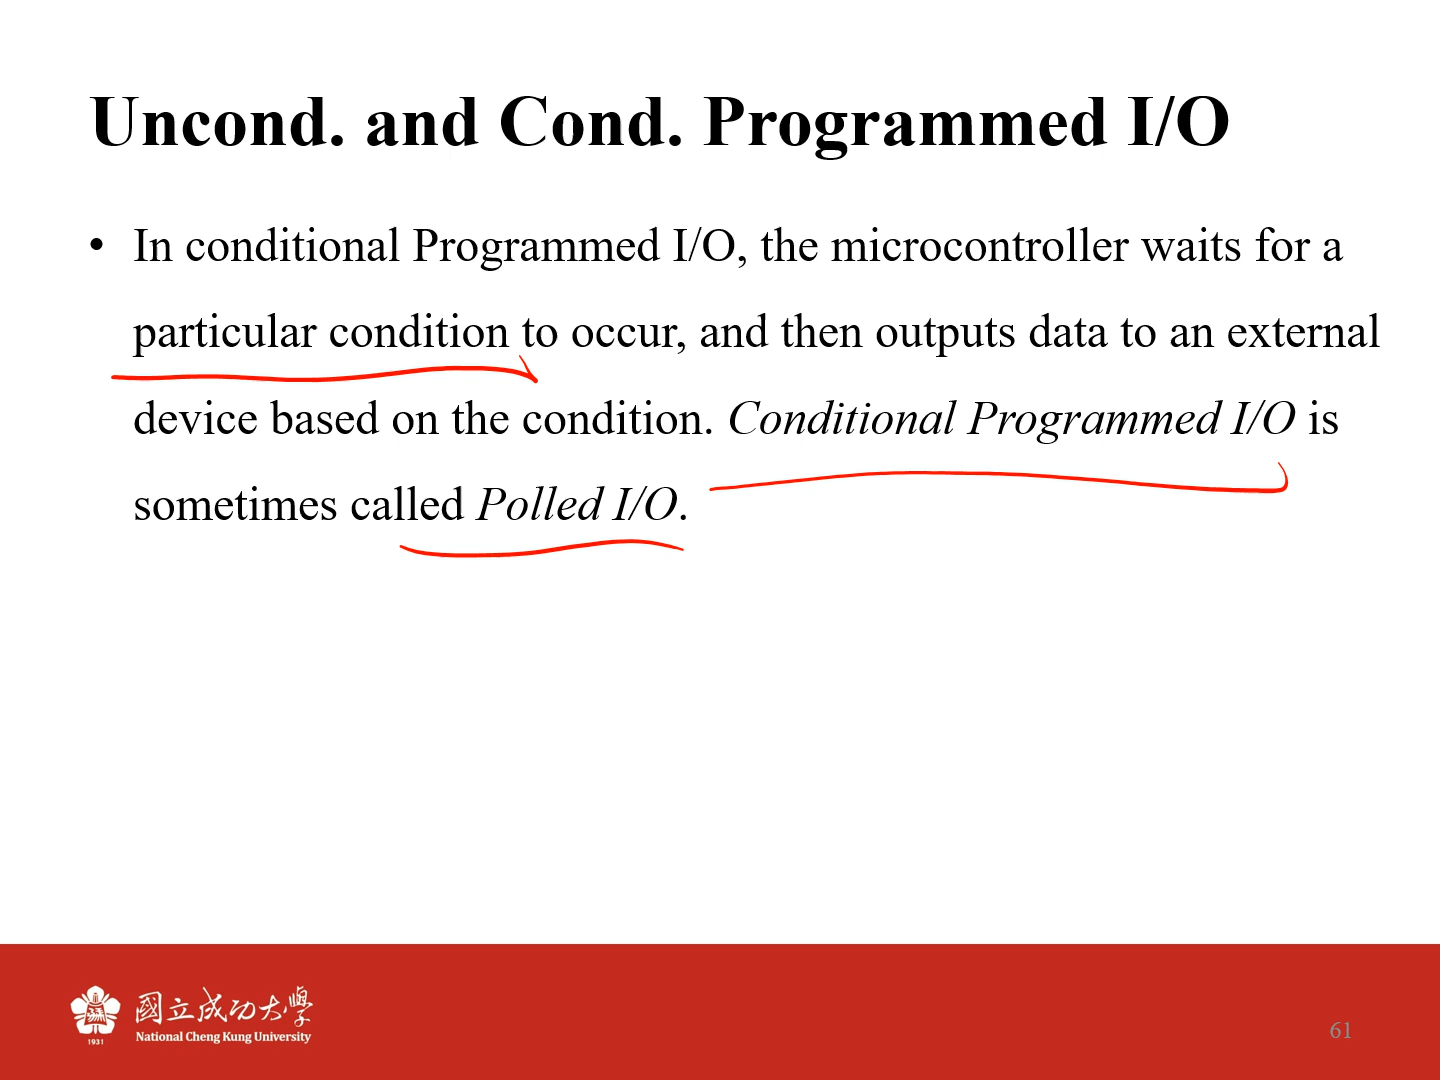 Uncond. and Cond. Programmed I/O
• In conditional Programmed I/O, the microcontroller waits for a
particular condition to occur, and then outputs data to an external
device based on the condition. Conditional Programmed I/O is
sometimes called Polled I/O.
國立成功大學
National Cheng Kung University
1931
61